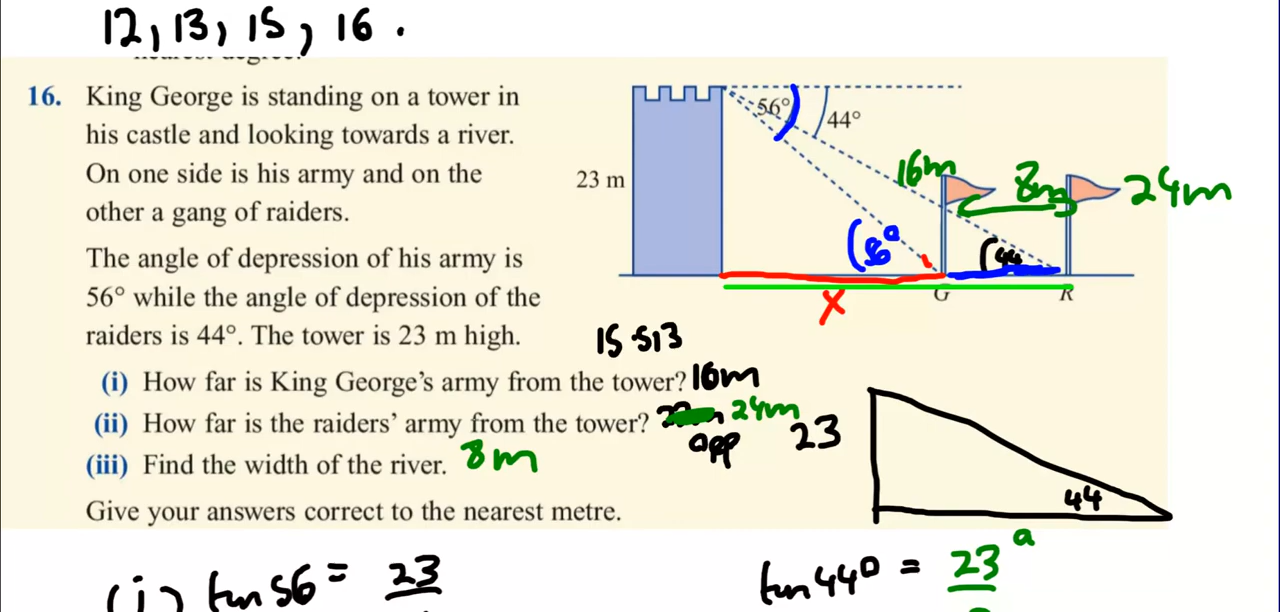 12, 13, 15, 16.
nearest degree.
16. King George is standing on a tower in
his castle and looking towards a river.
On one side is his army and on the
other a gang of raiders.
The angle of depression of his army is
56° while the angle of depression of the
raiders is 44°. The tower is 23 m high.
15.513
(i) How far is King George's army from the tower? 16m
(ii) How far is the raiders' army from the tower? 24m
(iii) Find the width of the river. 8m
Give your answers correct to the nearest metre.
56°
44°
23 m
16m
8m
24m
44
x
G
R
opp
23
44
(i) tan 56 = 23
tan 44° = 23
a